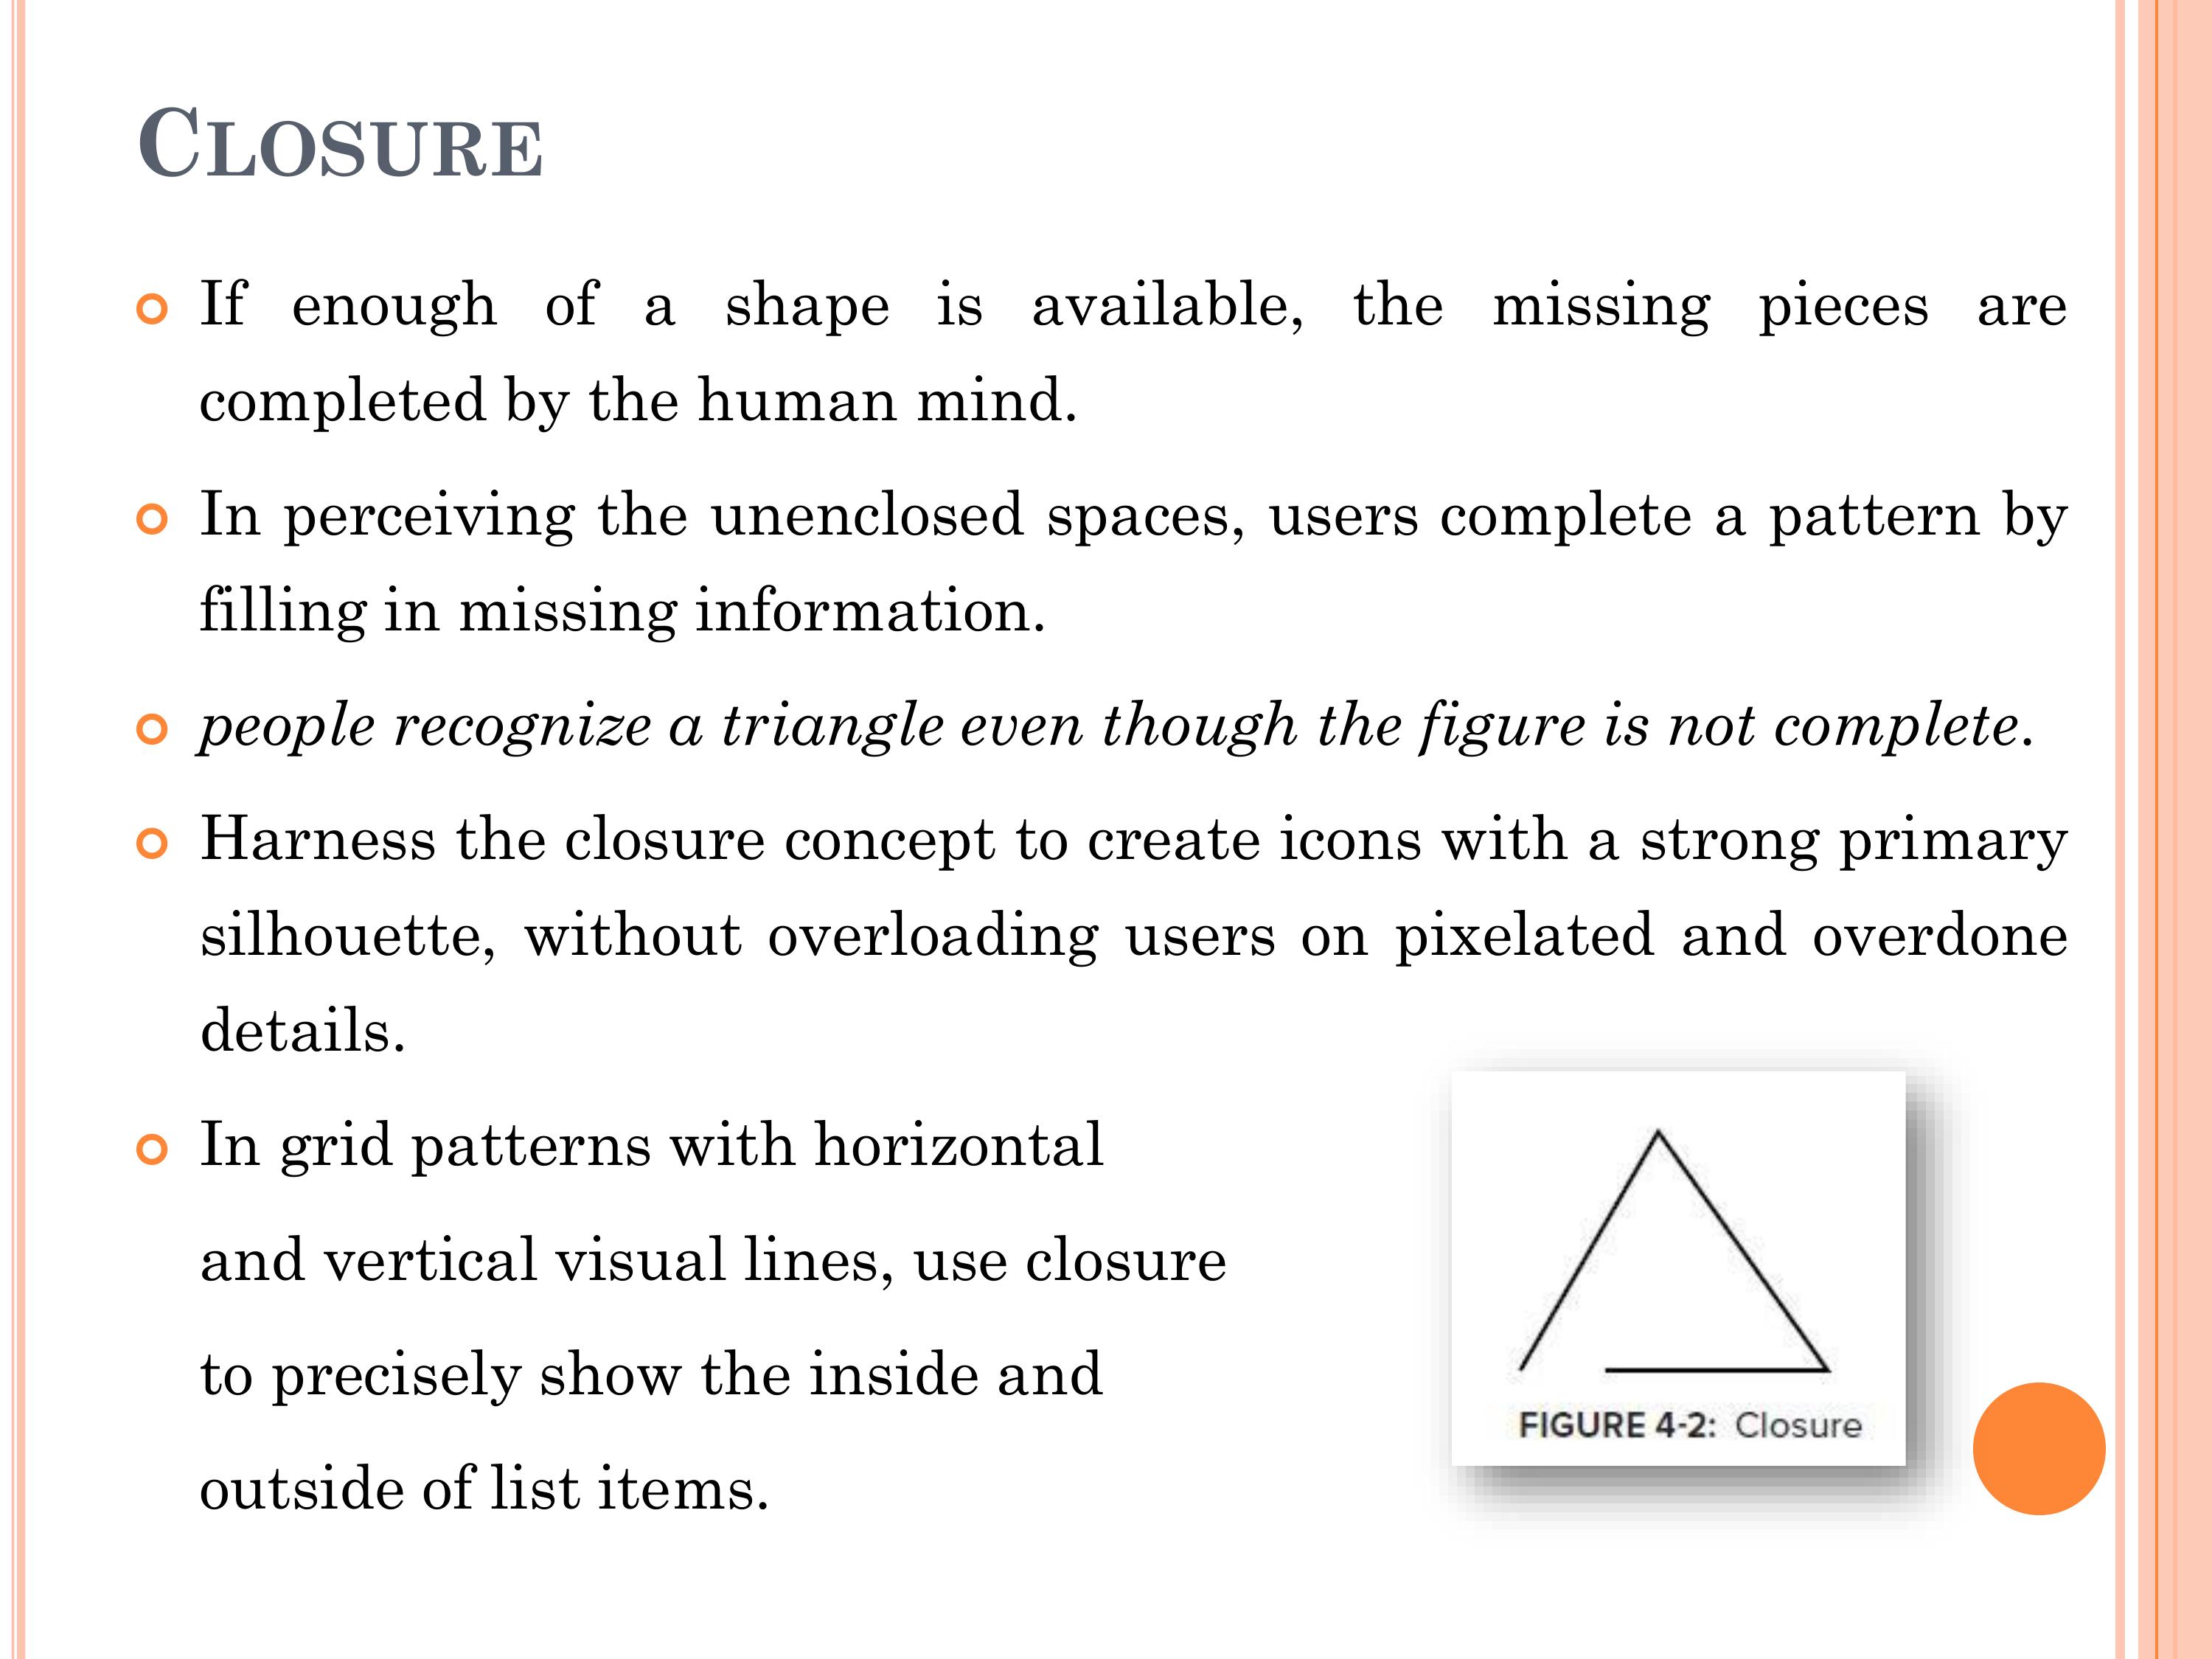 CLOSURE
If enough of a shape is available, the missing pieces are
completed by the human mind.
In perceiving the unenclosed spaces, users complete a pattern by
filling in missing information.
people recognize a triangle even though the figure is not complete.
Harness the closure concept to create icons with a strong primary
silhouette, without overloading users on pixelated and overdone
details.
In grid patterns with horizontal
and vertical visual lines, use closure
to precisely show the inside and
outside of list items.
FIGURE 4-2: Closure